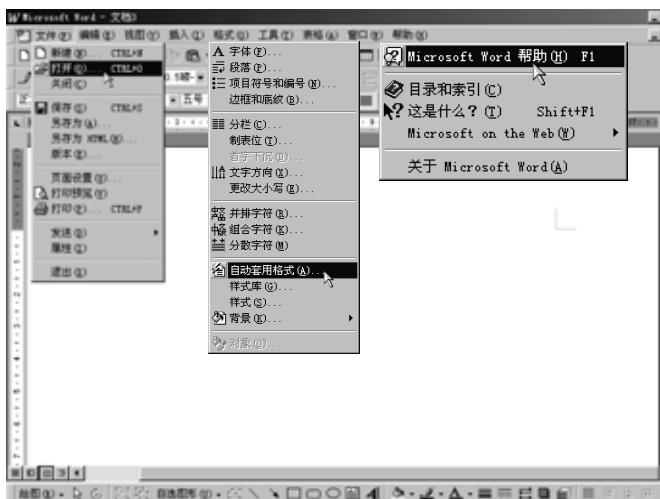 Microsoft Word - 文档3
文件(F) 编辑(E) 视图(V) 插入(I) 格式(O) 工具(T) 表格(A) 窗口(W) 帮助(H)
新建(N)... CTRL+N
打开(O)... CTRL+O
关闭(C)
保存(S) CTRL+S
另存为(A)...
另存为 HTML(H)...
版本(R)...
页面设置(U)...
打印预览(V)
打印(P)... CTRL+P
发送(D)
属性(I)
退出(X)
五号
字体(F)...
段落(P)...
项目符号和编号(N)...
边框和底纹(B)...
分栏(C)...
制表位(T)...
首字下沉(D)...
文字方向(X)...
更改大小写(E)...
并排字符(R)...
组合字符(K)...
分散字符(M)
自动套用格式(A)...
样式库(G)...
样式(S)...
背景(K)...
对象(O)...
Microsoft Word 帮助(H) F1
目录和索引(C)
这是什么？(T) Shift+F1
Microsoft on the Web(W)
关于 Microsoft Word(A)
绘图(D) 自选图形(U)